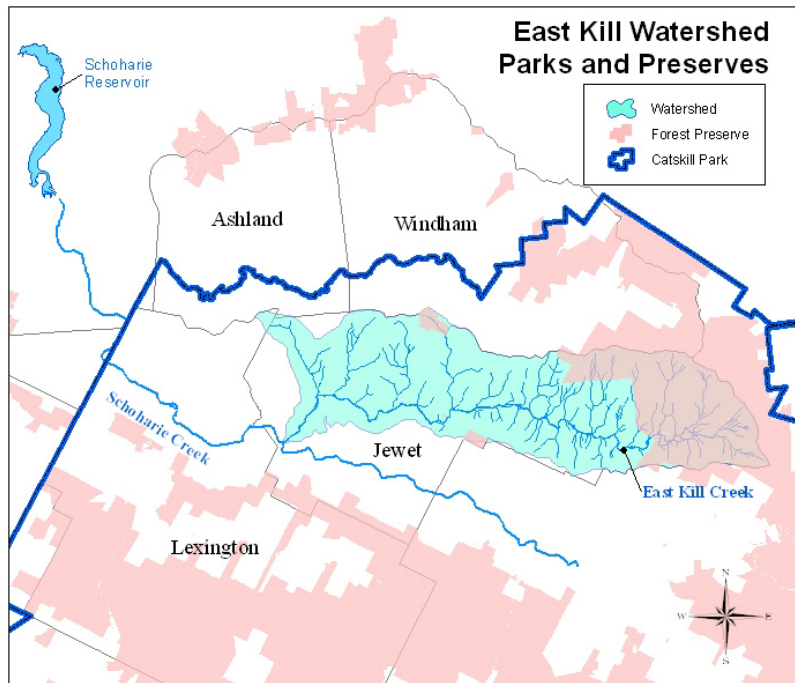 East Kill Watershed
Parks and Preserves
Schoharie
Reservoir
Watershed
Forest Preserve
Catskill Park
Ashland
Windham
Schoharie Creek
Jewet
East Kill Creek
Lexington
N
W
E
S